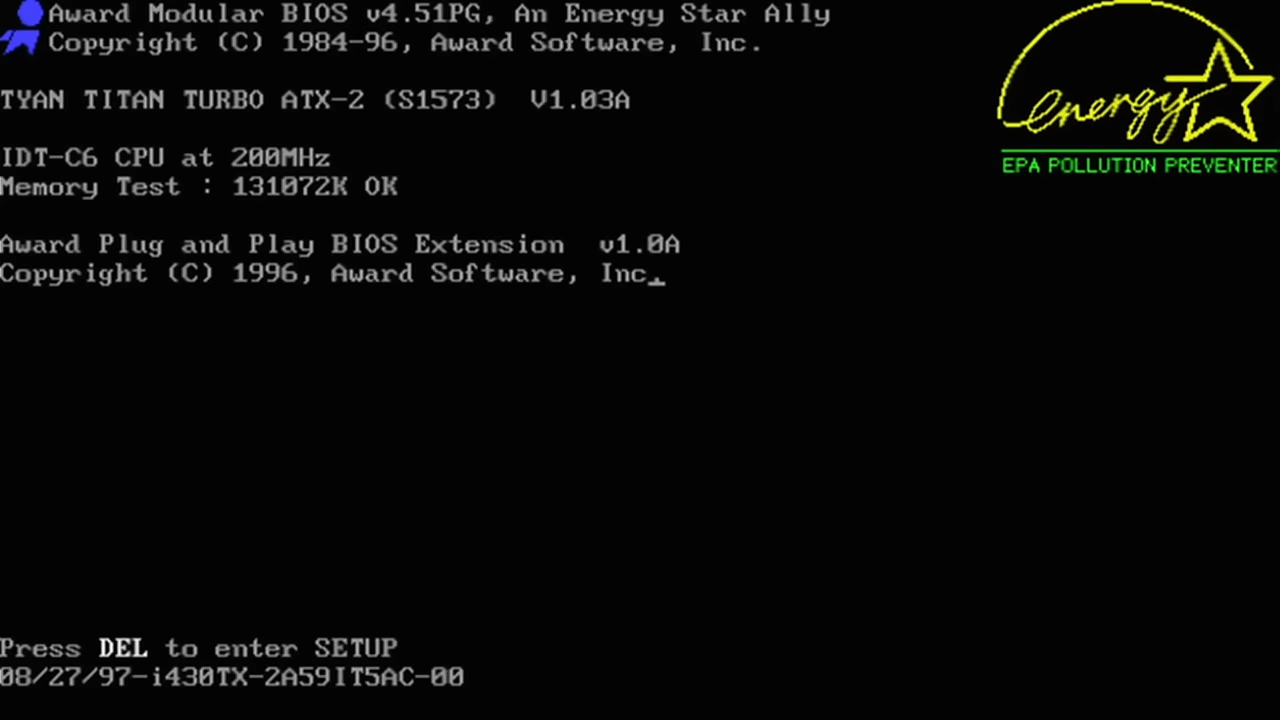 Award Modular BIOS v4.51PG, An Energy Star Ally
Copyright (C) 1984-96, Award Software, Inc.
energy
EPA POLLUTION PREVENTER
TYAN TITAN TURBO ATX-2 (S1573)  V1.03A
IDT-C6 CPU at 200MHz
Memory Test : 131072K OK
Award Plug and Play BIOS Extension  v1.0A
Copyright (C) 1996, Award Software, Inc.
Press DEL to enter SETUP
08/27/97-i430TX-2A59IT5AC-00